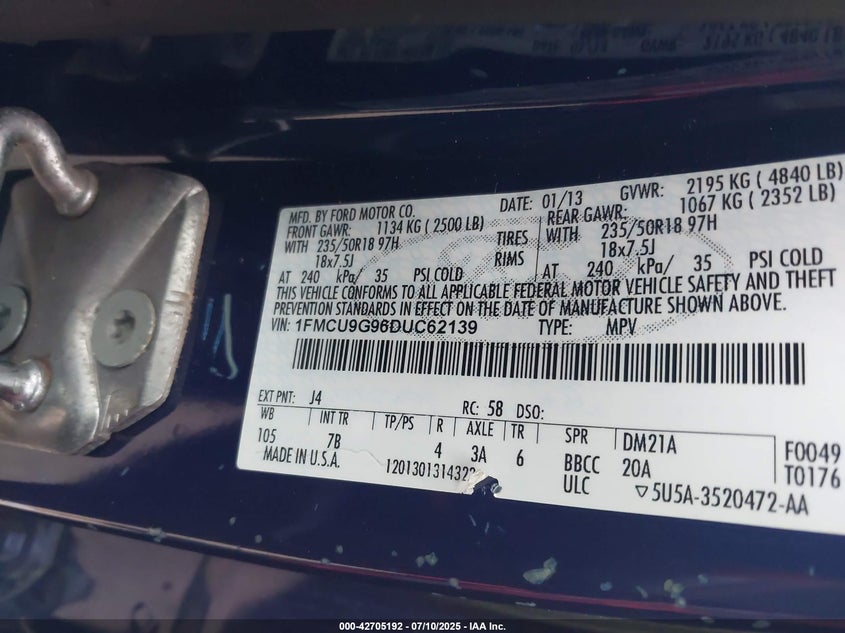 MFD. BY FORD MOTOR CO.
DATE: 01/13
GVWR: 2195 KG ( 4840 LB)
FRONT GAWR: 1134 KG ( 2500 LB)
REAR GAWR: 1067 KG ( 2352 LB)
WITH 235/50R18 97H TIRES WITH 235/50R18 97H
18x7.5J RIMS 18x7.5J
AT 240 kPa/ 35 PSI COLD AT 240 kPa/ 35 PSI COLD
THIS VEHICLE CONFORMS TO ALL APPLICABLE FEDERAL MOTOR VEHICLE SAFETY AND THEFT
PREVENTION STANDARDS IN EFFECT ON THE DATE OF MANUFACTURE SHOWN ABOVE.
VIN: 1FMCU9G96DUC62139 TYPE: MPV
EXT PNT: J4 RC: 58 DSO:
WB INT TR TP/PS R AXLE TR SPR DM21A F0049
105 7B 4 3A 6 BBCC 20A T0176
MADE IN U.S.A. ULC 5U5A-3520472-AA
000-42705192 - 07/10/2025 - IAA Inc.